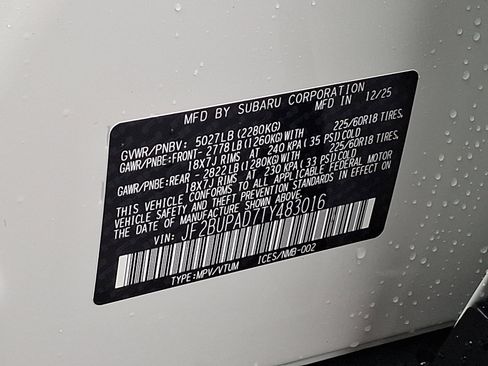 MFD BY SUBARU CORPORATION
MFD IN 12/25
GVWR/PNBV: 5027LB(2280KG)
GAWR/PNBE:FRONT- 2778LB(1260KG)WITH 225/60R18 TIRES,
18X7J RIMS AT 240 KPA( 35 PSI)COLD
GAWR/PNBE:REAR - 2822LB(1280KG)WITH 225/60R18 TIRES,
18X7J RIMS AT 230 KPA( 33 PSI)COLD
THIS VEHICLE CONFORMS TO ALL APPLICABLE FEDERAL MOTOR
VEHICLE SAFETY AND THEFT PREVENTION STANDARDS IN EFFECT ON
THE DATE OF MANUFACTURE SHOWN ABOVE.
VIN: JF2BUPAD7TY483016
TYPE:MPV/VTUM ICES/NMB-002